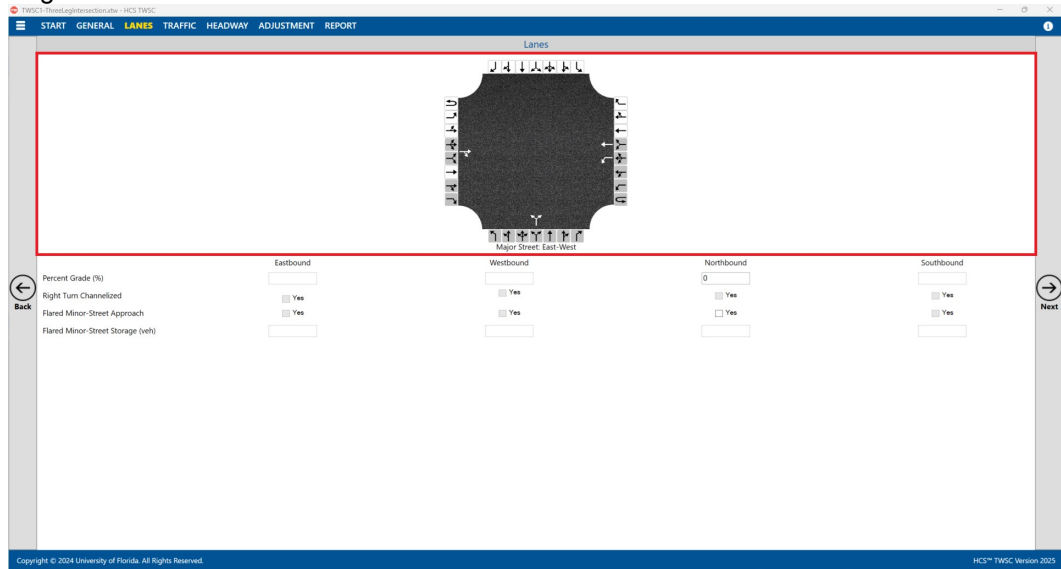 TWSC1-ThreeLegIntersection.xtw - HCS TWSC
START GENERAL LANES TRAFFIC HEADWAY ADJUSTMENT REPORT
Lanes
Major Street: East-West
Eastbound Westbound Northbound Southbound
Percent Grade (%) 0
Right Turn Channelized Yes Yes Yes Yes
Flared Minor-Street Approach Yes Yes Yes Yes
Flared Minor-Street Storage (veh)
Back
Next
Copyright © 2024 University of Florida. All Rights Reserved. HCS™ TWSC Version 2025